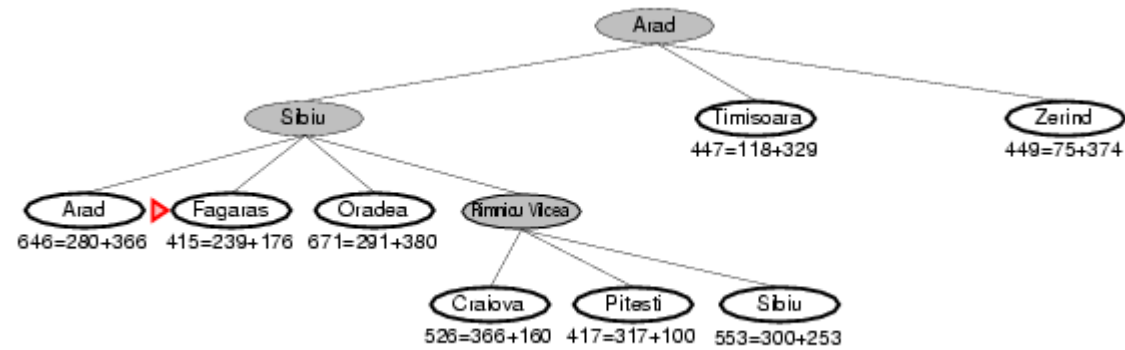 Arad
Sibiu
Timisoara
Zerind
447=118+329
449=75+374
Arad
Fagaras
Oradea
Rimnicu Vilcea
646=280+366
415=239+176
671=291+380
Craiova
Pitesti
Sibiu
526=366+160
417=317+100
553=300+253